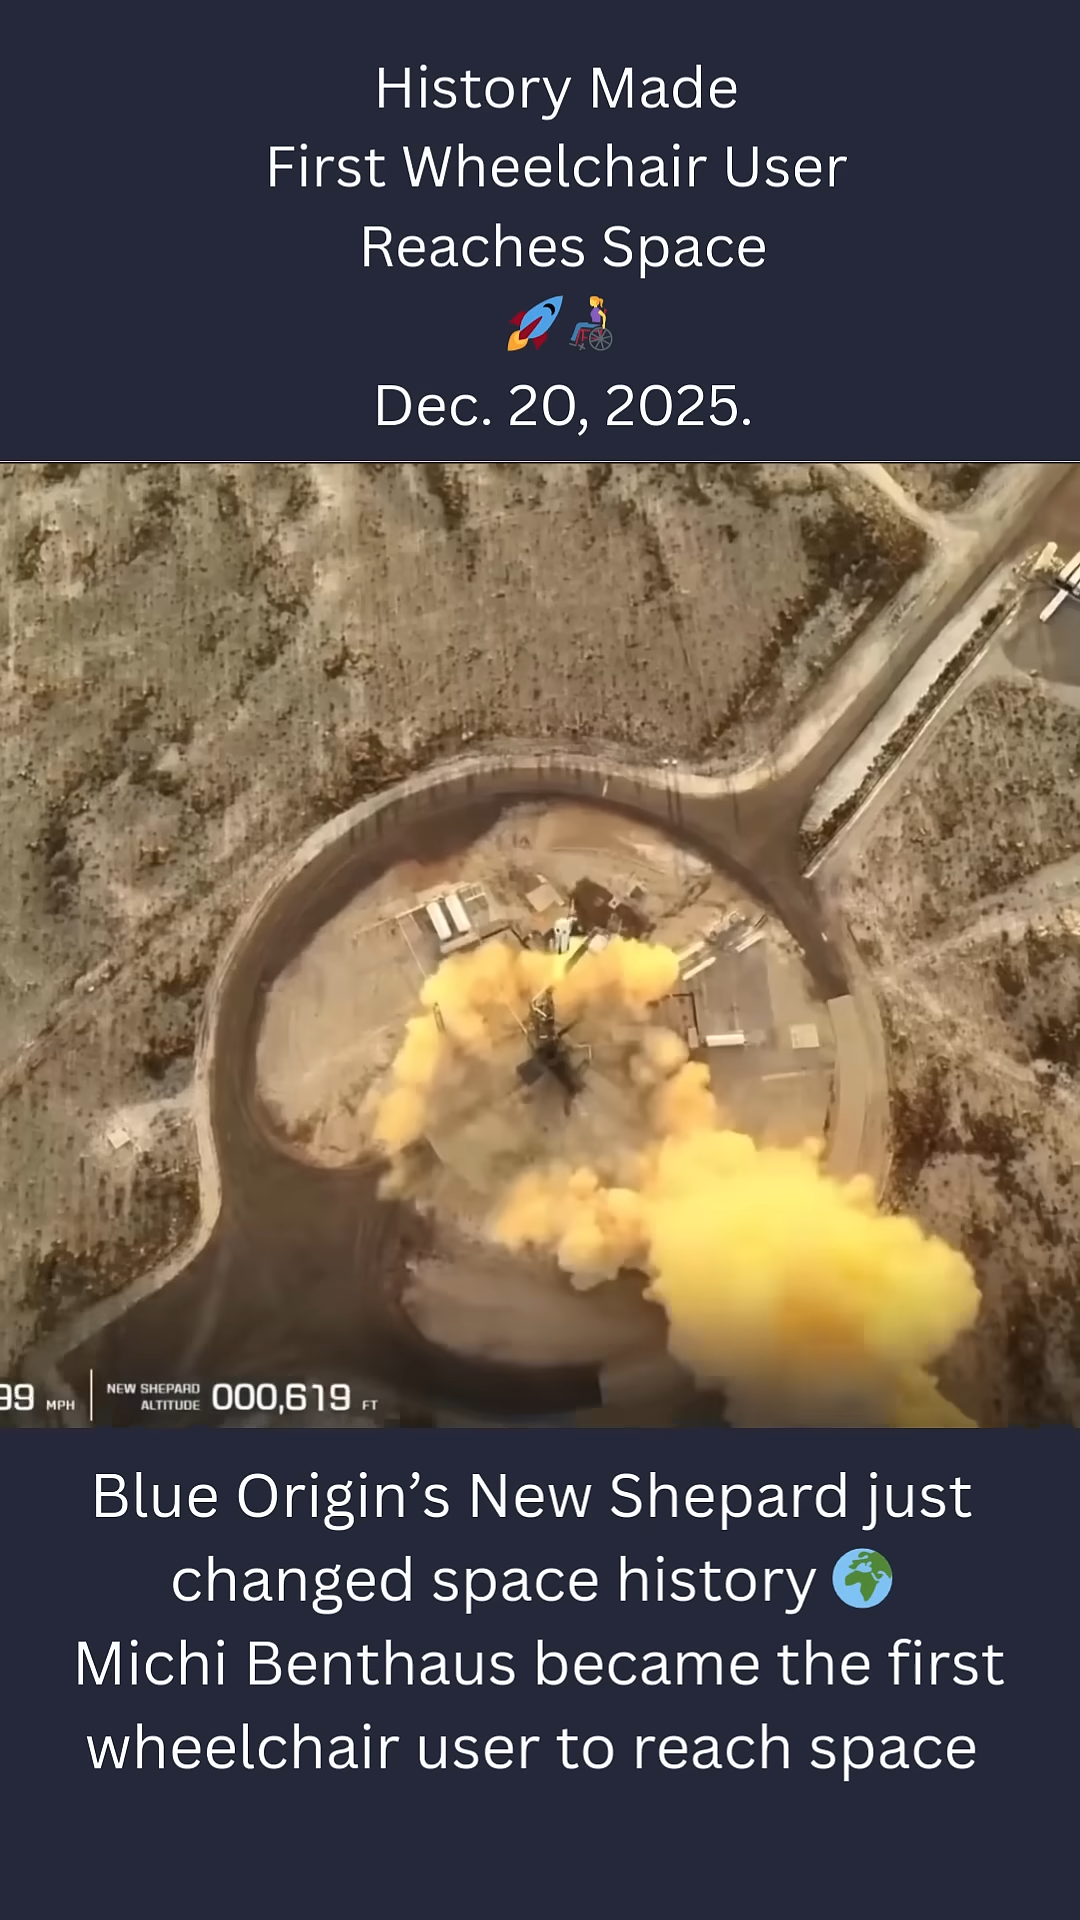 History Made
First Wheelchair User
Reaches Space
🚀👩‍🦽
Dec. 20, 2025.
99 MPH
NEW SHEPARD
ALTITUDE 000,619 FT
Blue Origin’s New Shepard just
changed space history 🌍
Michi Benthaus became the first
wheelchair user to reach space